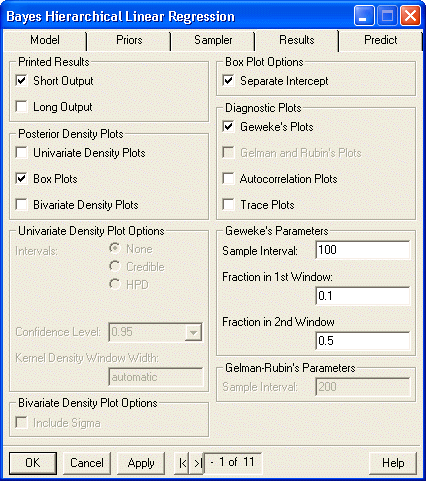 Bayes Hierarchical Linear Regression
Model
Priors
Sampler
Results
Predict
Printed Results
Short Output
Long Output
Posterior Density Plots
Univariate Density Plots
Box Plots
Bivariate Density Plots
Univariate Density Plot Options
Intervals:
None
Credible
HPD
Confidence Level:
0.95
Kernel Density Window Width:
automatic
Bivariate Density Plot Options
Include Sigma
Box Plot Options
Separate Intercept
Diagnostic Plots
Geweke's Plots
Gelman and Rubin's Plots
Autocorrelation Plots
Trace Plots
Geweke's Parameters
Sample Interval:
100
Fraction in 1st Window:
0.1
Fraction in 2nd Window
0.5
Gelman-Rubin's Parameters
Sample Interval:
200
OK
Cancel
Apply
- 1 of 11
Help